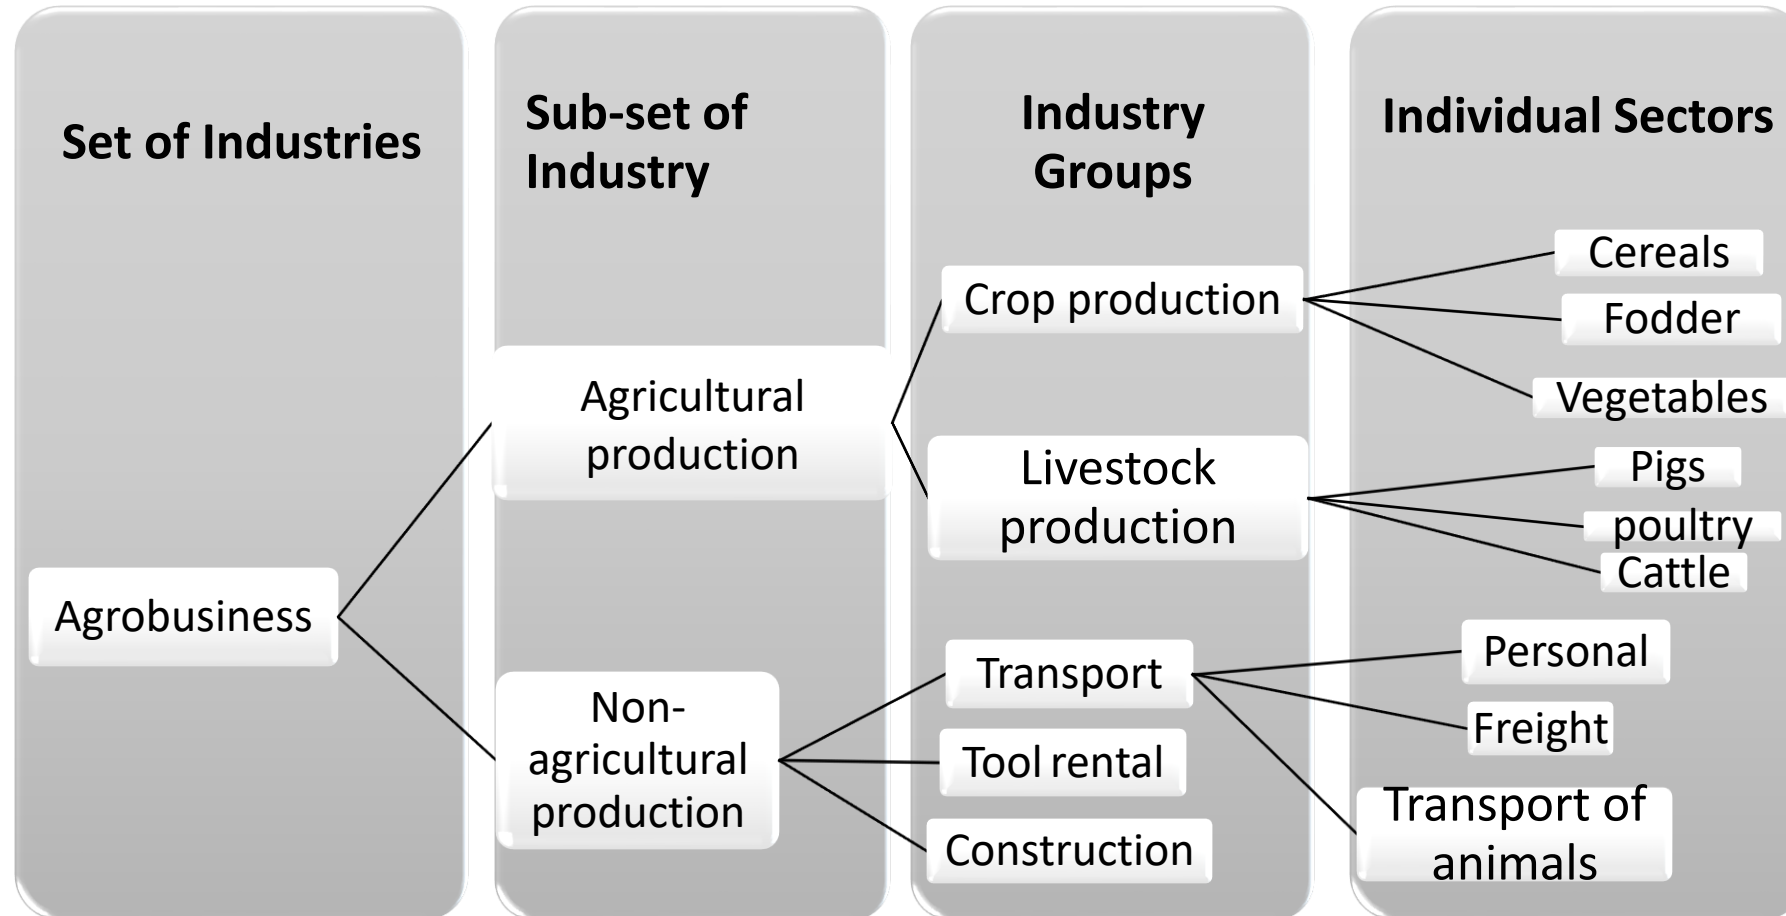 Set of Industries
Sub-set of
Industry
Industry
Groups
Individual Sectors
Agrobusiness
Agricultural
production
Non-
agricultural
production
Crop production
Livestock
production
Transport
Tool rental
Construction
Cereals
Fodder
Vegetables
Pigs
poultry
Cattle
Personal
Freight
Transport of
animals